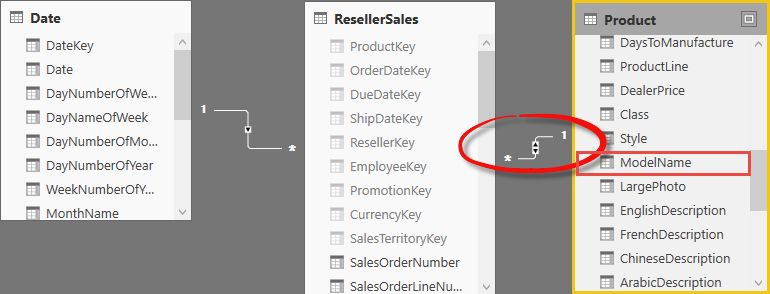 Date
DateKey
Date
DayNumberOfWe...
DayNameOfWeek
DayNumberOfMo...
DayNumberOfYear
WeekNumberOfY...
MonthName
1
*
ResellerSales
ProductKey
OrderDateKey
DueDateKey
ShipDateKey
ResellerKey
EmployeeKey
PromotionKey
CurrencyKey
SalesTerritoryKey
SalesOrderNumber
SalesOrderLineNu...
1
*
Product
DaysToManufacture
ProductLine
DealerPrice
Class
Style
ModelName
LargePhoto
EnglishDescription
FrenchDescription
ChineseDescription
ArabicDescription